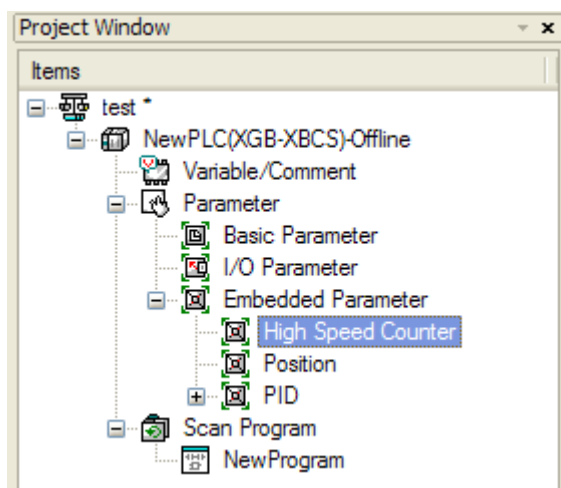 Project Window
Items
test *
NewPLC(XGB-XBCS)-Offline
Variable/Comment
Parameter
Basic Parameter
I/O Parameter
Embedded Parameter
High Speed Counter
Position
PID
Scan Program
NewProgram